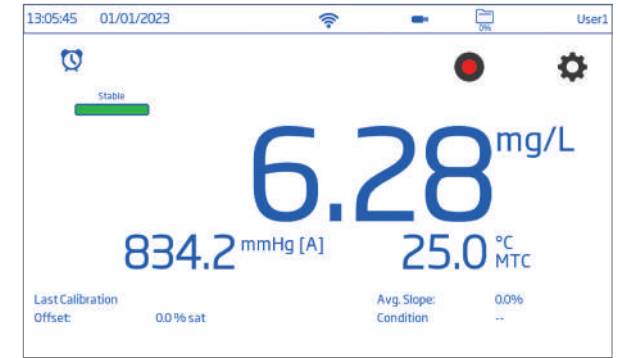 13:05:45 01/01/2023 0% User1
Stable
6.28 mg/L
834.2 mmHg [A] 25.0 °C MTC
Last Calibration Avg. Slope: 0.0%
Offset: 0.0 % sat Condition --